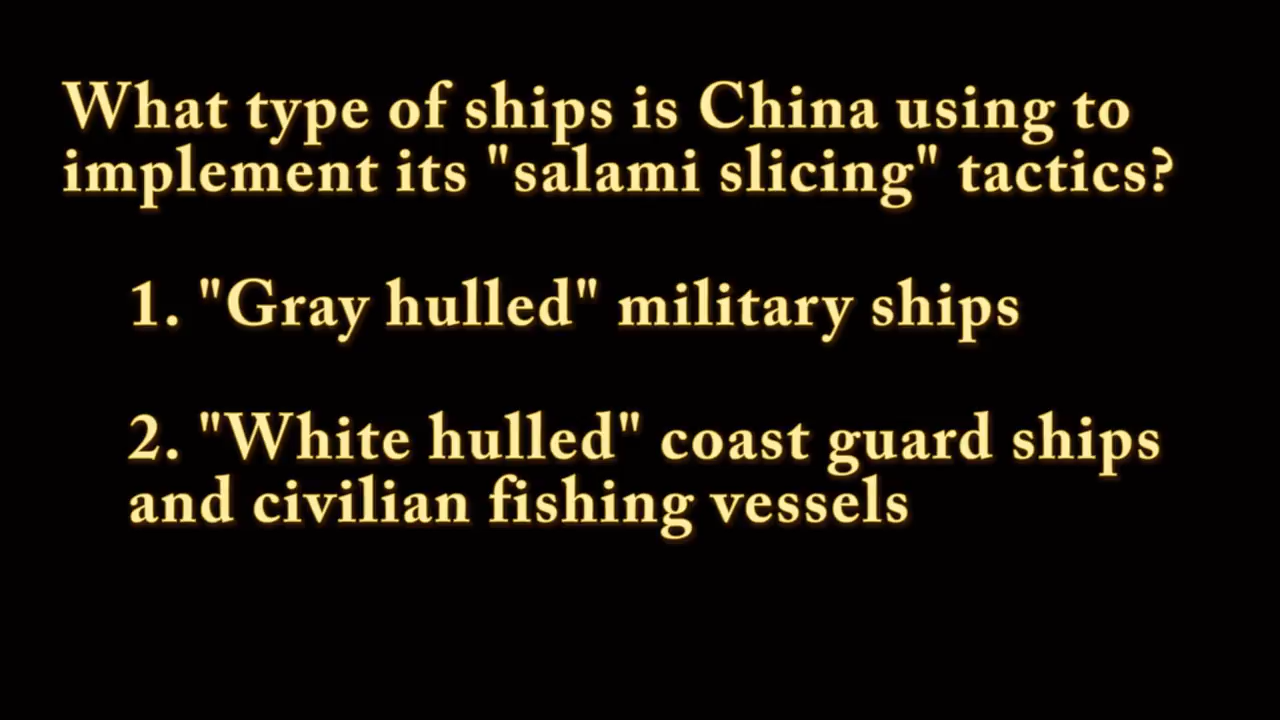 What type of ships is China using to
implement its "salami slicing" tactics?
1. "Gray hulled" military ships
2. "White hulled" coast guard ships
and civilian fishing vessels